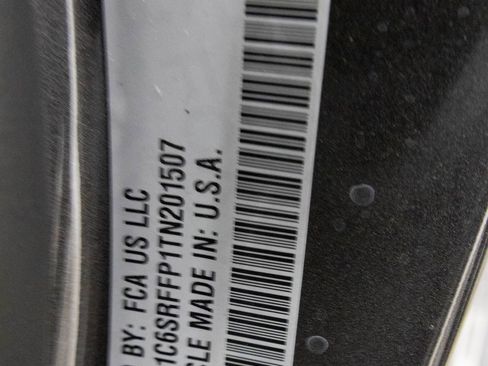 BY: FCA US LLC
1C6SRFFP1TN201507
CLE MADE IN: U.S.A.